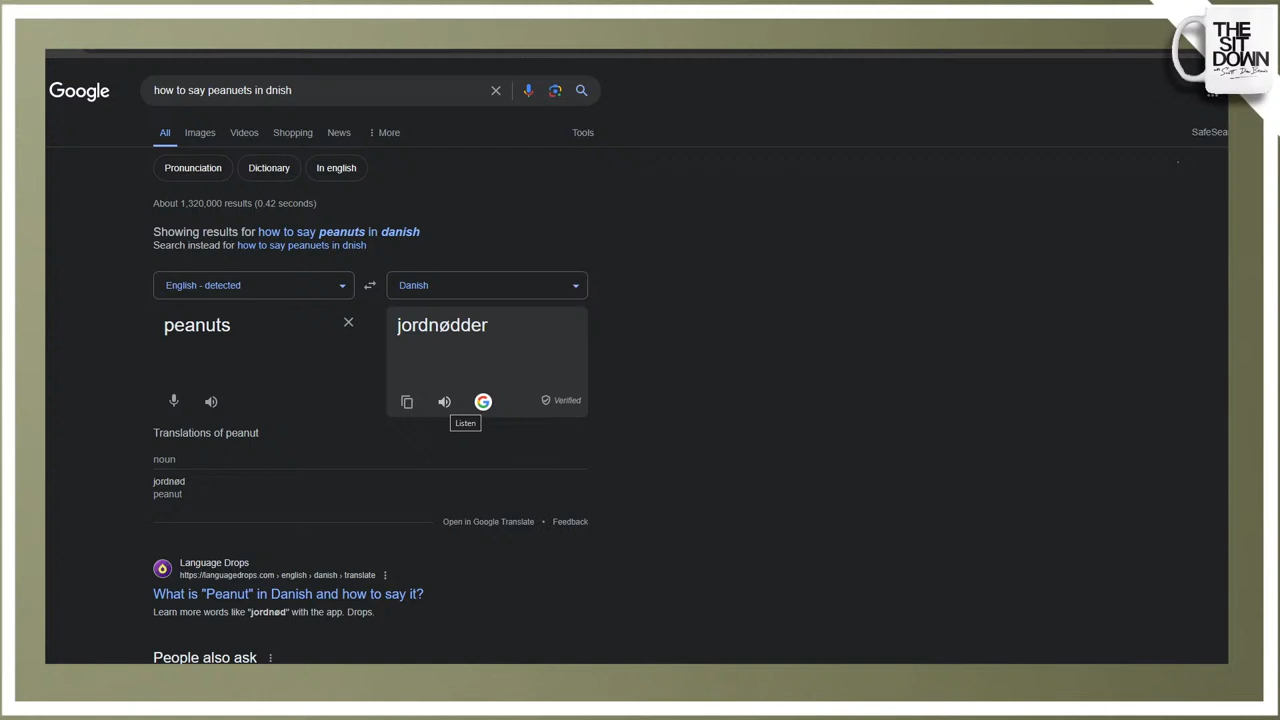 THE
SIT
DOWN
Google
how to say peanuets in dnish
All Images Videos Shopping News More Tools
SafeSea
Pronunciation Dictionary In english
About 1,320,000 results (0.42 seconds)
Showing results for how to say peanuts in danish
Search instead for how to say peanuets in dnish
English - detected Danish
peanuts jordnødder
Verified
Listen
Translations of peanut
noun
jordnød
peanut
Open in Google Translate • Feedback
Language Drops
https://languagedrops.com › english › danish › translate
What is "Peanut" in Danish and how to say it?
Learn more words like "jordnød" with the app. Drops.
People also ask